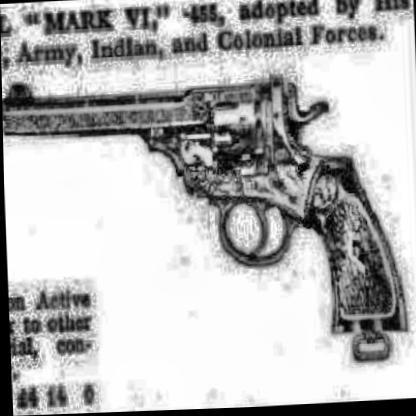 "MARK VI," ·455, adopted by His
, Army, Indian, and Colonial Forces.
on Active
to other
ial, con-
£4 14 0